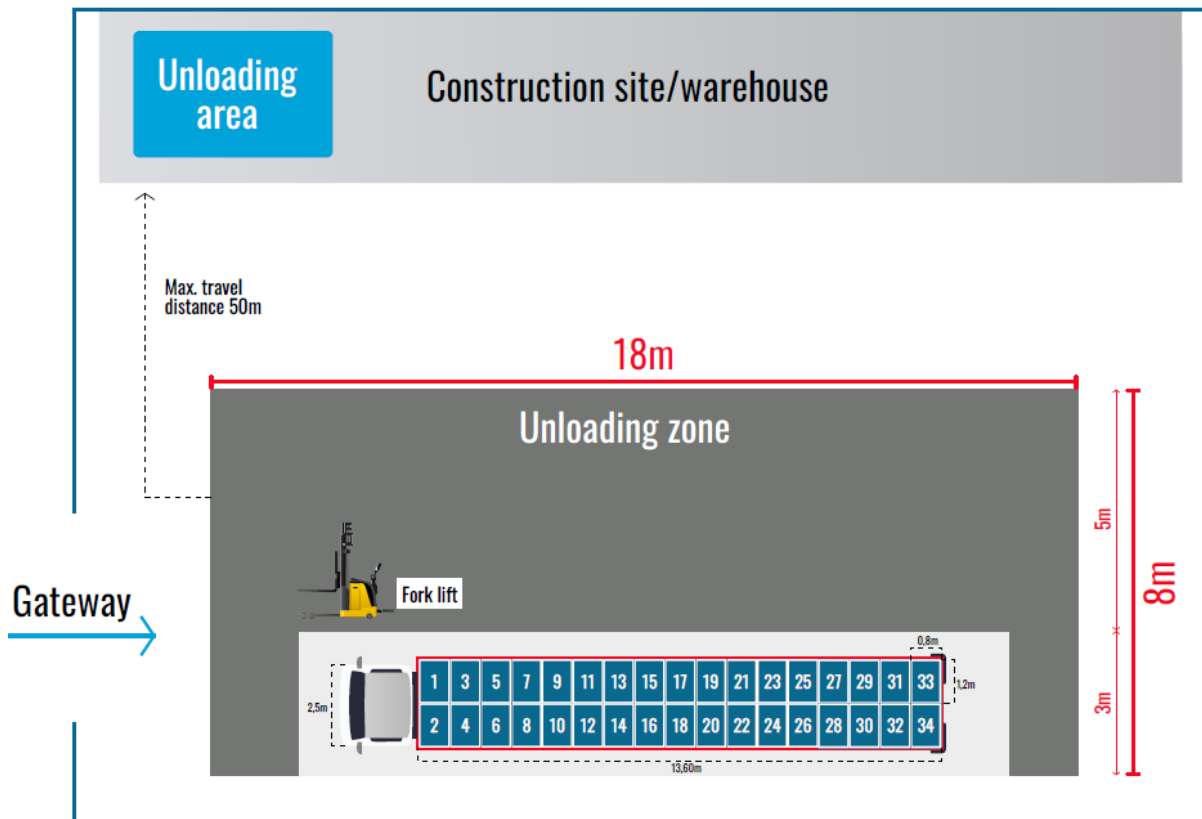 Unloading
area
Construction site/warehouse
Max. travel
distance 50m
18m
Unloading zone
5m
8m
3m
Gateway
Fork lift
0,8m
1,2m
2,5m
1 3 5 7 9 11 13 15 17 19 21 23 25 27 29 31 33
2 4 6 8 10 12 14 16 18 20 22 24 26 28 30 32 34
13,60m